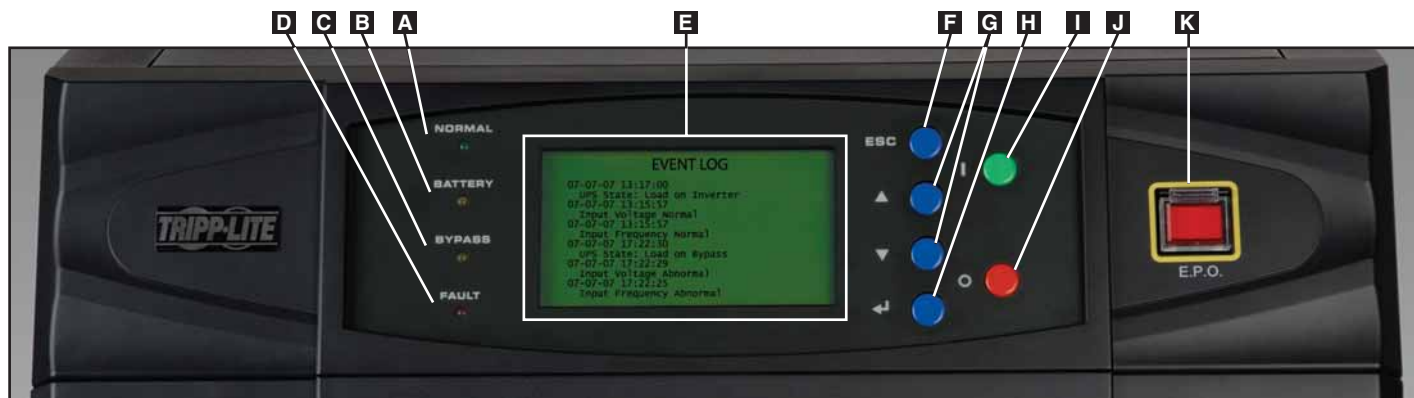 D C B A E F G H I J K
NORMAL
BATTERY
BYPASS
FAULT
TRIPP-LITE
EVENT LOG
07-07-07 13:17:00
UPS State: Load on Inverter
07-07-07 13:15:57
Input Voltage Normal
07-07-07 13:15:57
Input Frequency Normal
07-07-07 17:22:30
UPS State: Load on Bypass
07-07-07 17:22:29
Input Voltage Abnormal
07-07-07 17:22:25
Input Frequency Abnormal
ESC
I
O
E.P.O.